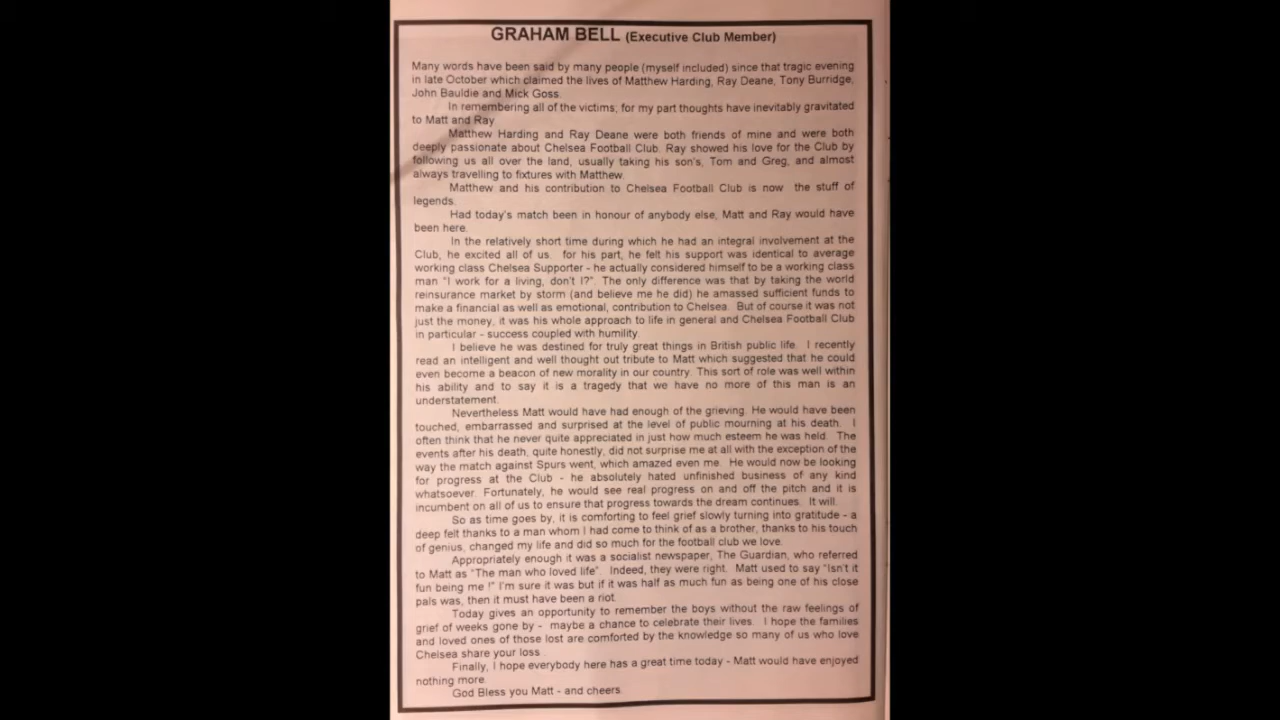 GRAHAM BELL (Executive Club Member)
Many words have been said by many people (myself included) since that tragic evening
in late October which claimed the lives of Matthew Harding, Ray Deane, Tony Burridge,
John Bauldie and Mick Goss.
In remembering all of the victims; for my part thoughts have inevitably gravitated
to Matt and Ray
Matthew Harding and Ray Deane were both friends of mine and were both
deeply passionate about Chelsea Football Club. Ray showed his love for the Club by
following us all over the land, usually taking his son's, Tom and Greg, and almost
always travelling to fixtures with Matthew.
Matthew and his contribution to Chelsea Football Club is now the stuff of
legends.
Had today's match been in honour of anybody else, Matt and Ray would have
been here.
In the relatively short time during which he had an integral involvement at the
Club, he excited all of us. for his part, he felt his support was identical to average
working class Chelsea Supporter - he actually considered himself to be a working class
man "I work for a living, don't I?". The only difference was that by taking the world
reinsurance market by storm (and believe me he did) he amassed sufficient funds to
make a financial as well as emotional, contribution to Chelsea. But of course it was not
just the money, it was his whole approach to life in general and Chelsea Football Club
in particular - success coupled with humility.
I believe he was destined for truly great things in British public life. I recently
read an intelligent and well thought out tribute to Matt which suggested that he could
even become a beacon of new morality in our country. This sort of role was well within
his ability and to say it is a tragedy that we have no more of this man is an
understatement.
Nevertheless Matt would have had enough of the grieving. He would have been
touched, embarrassed and surprised at the level of public mourning at his death. I
often think that he never quite appreciated in just how much esteem he was held. The
events after his death, quite honestly, did not surprise me at all with the exception of the
way the match against Spurs went, which amazed even me. He would now be looking
for progress at the Club - he absolutely hated unfinished business of any kind
whatsoever. Fortunately, he would see real progress on and off the pitch and it is
incumbent on all of us to ensure that progress towards the dream continues. It will.
So as time goes by, it is comforting to feel grief slowly turning into gratitude - a
deep felt thanks to a man whom I had come to think of as a brother, thanks to his touch
of genius, changed my life and did so much for the football club we love.
Appropriately enough it was a socialist newspaper, The Guardian, who referred
to Matt as "The man who loved life". Indeed, they were right. Matt used to say "Isn't it
fun being me !" I'm sure it was but if it was half as much fun as being one of his close
pals was, then it must have been a riot.
Today gives an opportunity to remember the boys without the raw feelings of
grief of weeks gone by - maybe a chance to celebrate their lives. I hope the families
and loved ones of those lost are comforted by the knowledge so many of us who love
Chelsea share your loss.
Finally, I hope everybody here has a great time today - Matt would have enjoyed
nothing more.
God Bless you Matt - and cheers.